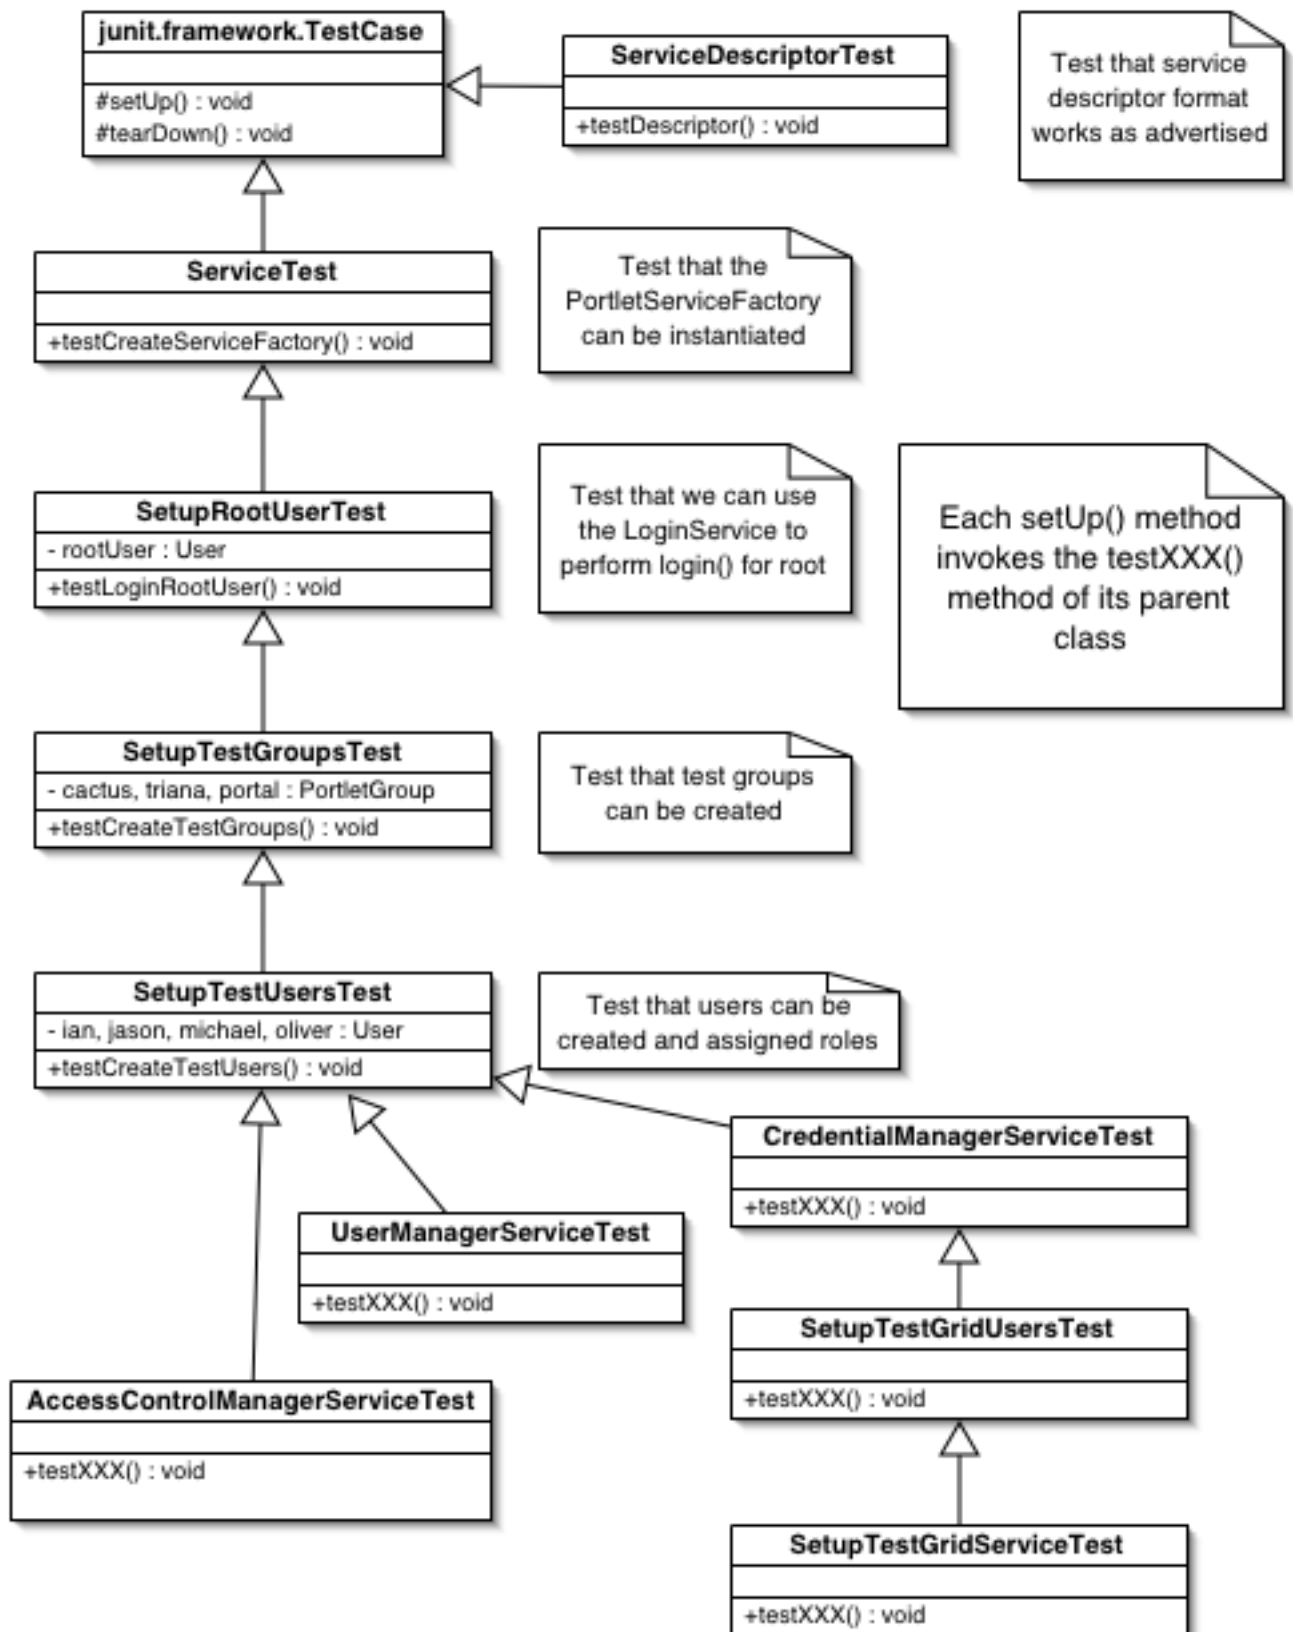 junit.framework.TestCase
#setUp() : void
#tearDown() : void
ServiceDescriptorTest
+testDescriptor() : void
Test that service
descriptor format
works as advertised
ServiceTest
+testCreateServiceFactory() : void
Test that the
PortletServiceFactory
can be instantiated
SetupRootUserTest
- rootUser : User
+testLoginRootUser() : void
Test that we can use
the LoginService to
perform login() for root
Each setUp() method
invokes the testXXX()
method of its parent
class
SetupTestGroupsTest
- cactus, triana, portal : PortletGroup
+testCreateTestGroups() : void
Test that test groups
can be created
SetupTestUsersTest
- ian, jason, michael, oliver : User
+testCreateTestUsers() : void
Test that users can be
created and assigned roles
CredentialManagerServiceTest
+testXXX() : void
UserManagerServiceTest
+testXXX() : void
SetupTestGridUsersTest
+testXXX() : void
AccessControlManagerServiceTest
+testXXX() : void
SetupTestGridServiceTest
+testXXX() : void